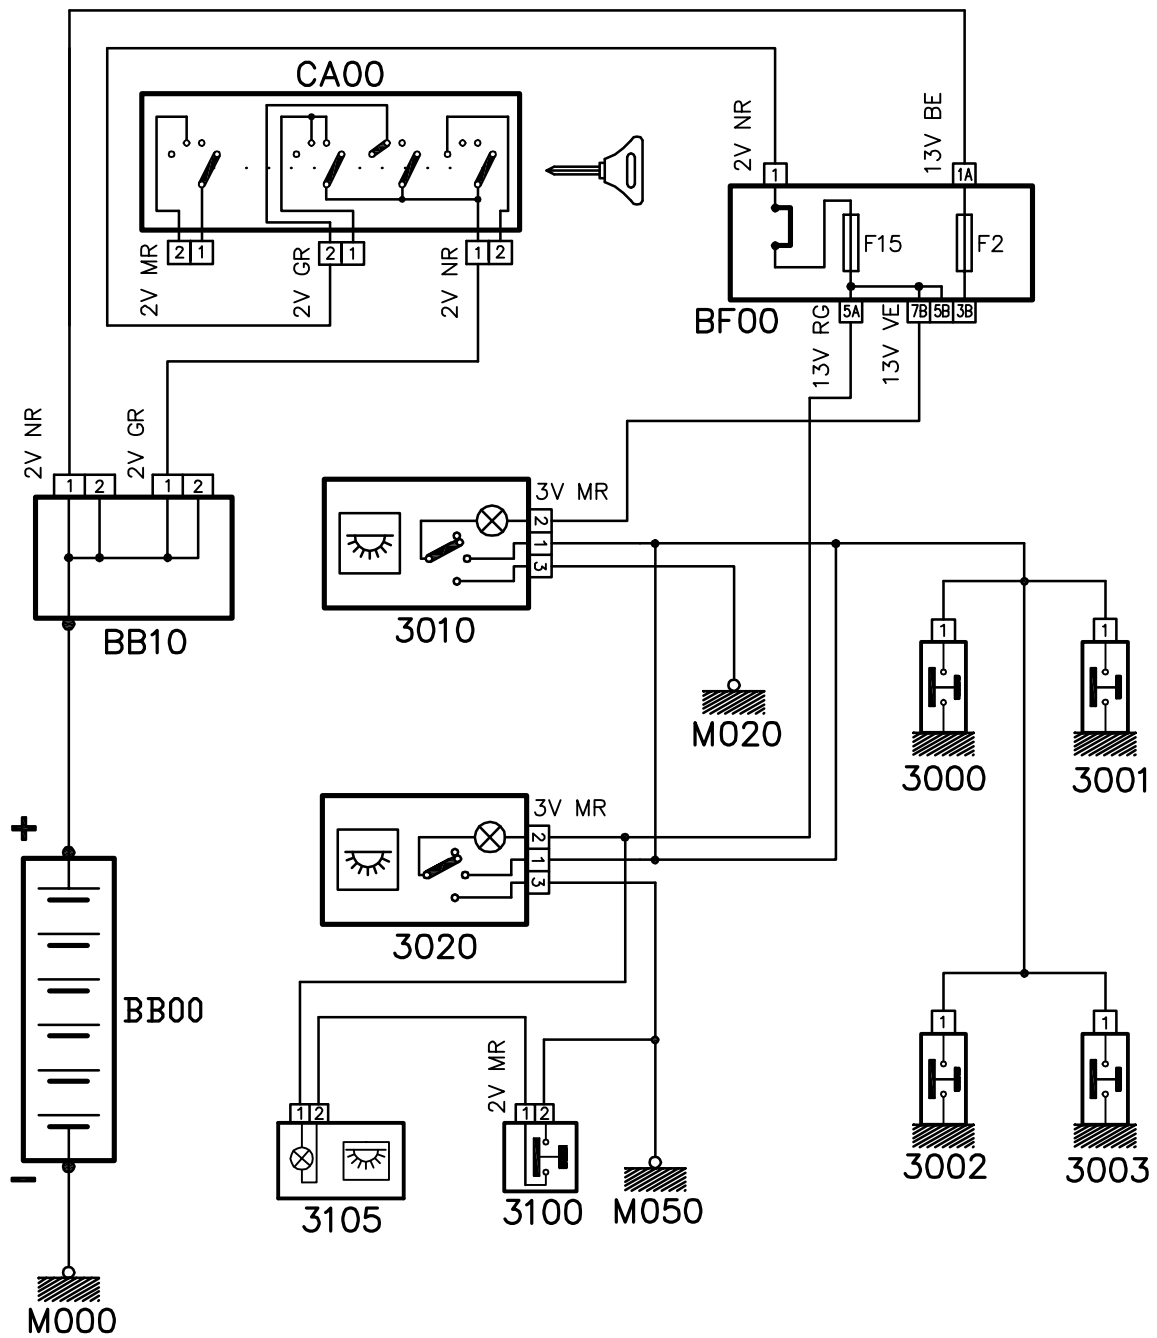 CA00
2V NR
13V BE
1
1A
F15
F2
2
1
2
1
1
2
2V MR
2V GR
2V NR
BF00
5A
7B
5B
3B
13V RG
13V VE
2V NR
2V GR
1
2
1
2
3V MR
2
1
3
3010
BB10
1
1
M020
3000
3001
3V MR
2
1
3
+
3020
BB00
1
1
2V MR
1
2
1
2
3002
3003
−
3105
3100
M050
M000